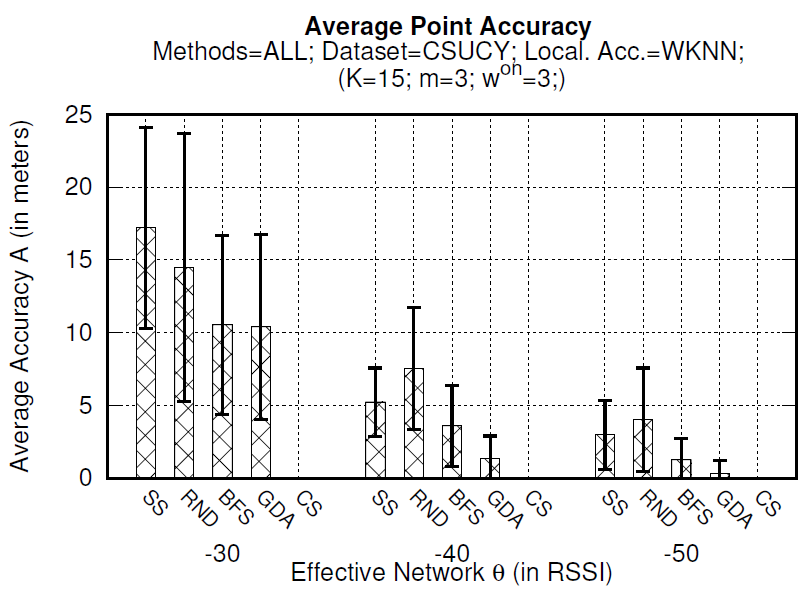 Average Point Accuracy
Methods=ALL; Dataset=CSUCY; Local. Acc.=WKNN;
(K=15; m=3; w^oh=3;)
Average Accuracy A (in meters)
25
20
15
10
5
0
SS RND BFS GDA CS SS RND BFS GDA CS SS RND BFS GDA CS
-30 -40 -50
Effective Network θ (in RSSI)